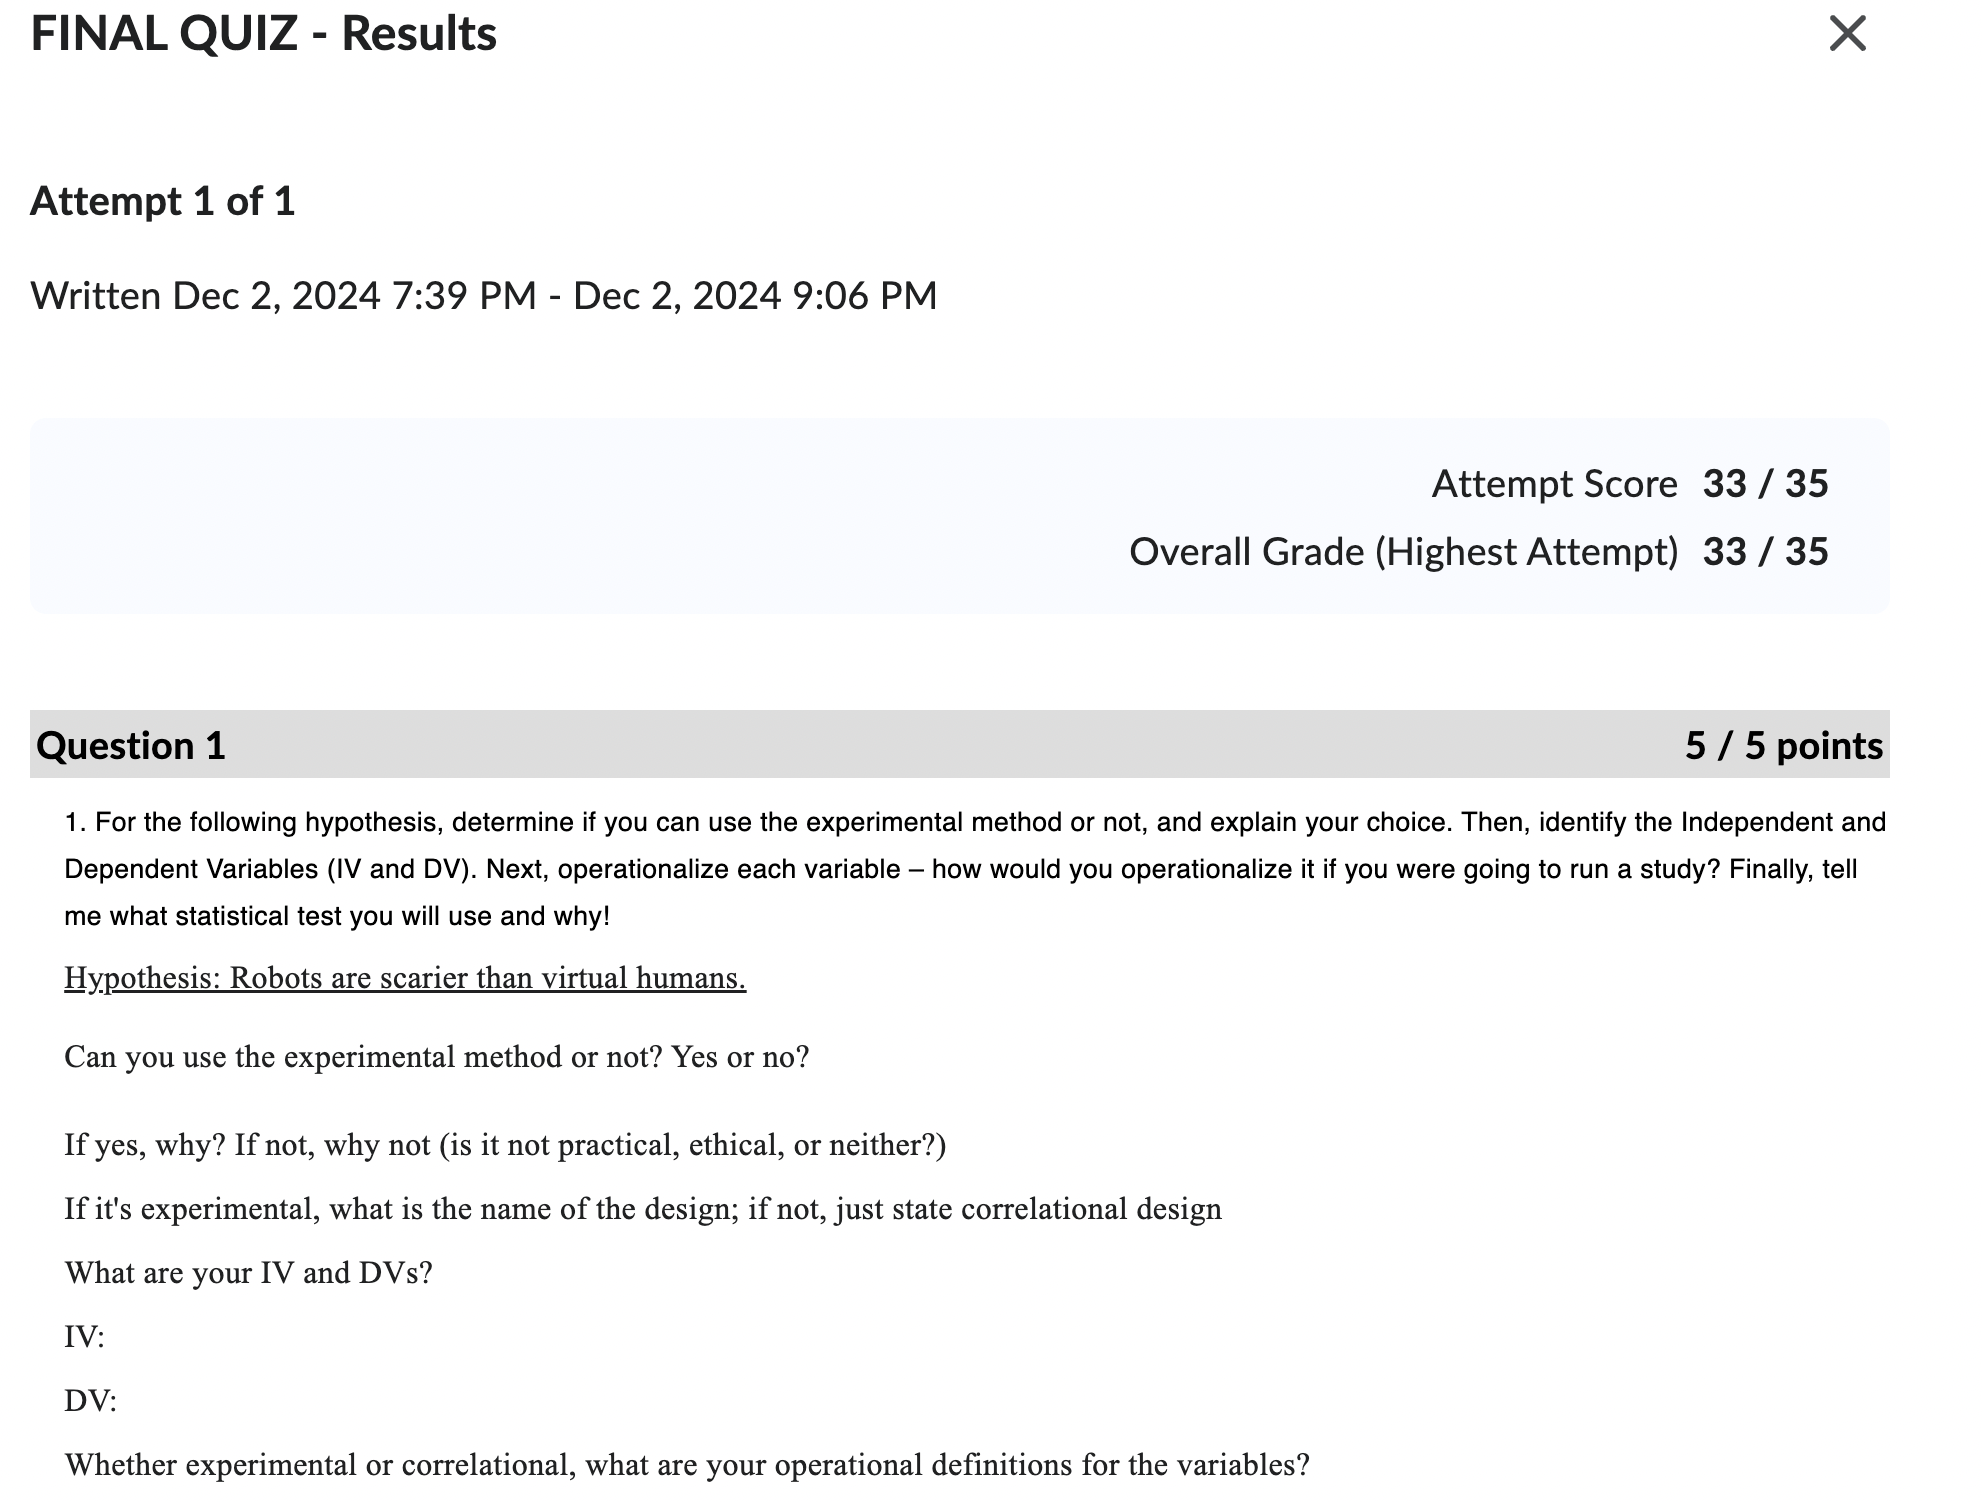 FINAL QUIZ - Results
Attempt 1 of 1
Written Dec 2, 2024 7:39 PM - Dec 2, 2024 9:06 PM
Attempt Score 33 / 35
Overall Grade (Highest Attempt) 33 / 35
Question 1 5 / 5 points
1. For the following hypothesis, determine if you can use the experimental method or not, and explain your choice. Then, identify the Independent and
Dependent Variables (IV and DV). Next, operationalize each variable – how would you operationalize it if you were going to run a study? Finally, tell
me what statistical test you will use and why!
Hypothesis: Robots are scarier than virtual humans.
Can you use the experimental method or not? Yes or no?
If yes, why? If not, why not (is it not practical, ethical, or neither?)
If it's experimental, what is the name of the design; if not, just state correlational design
What are your IV and DVs?
IV:
DV:
Whether experimental or correlational, what are your operational definitions for the variables?